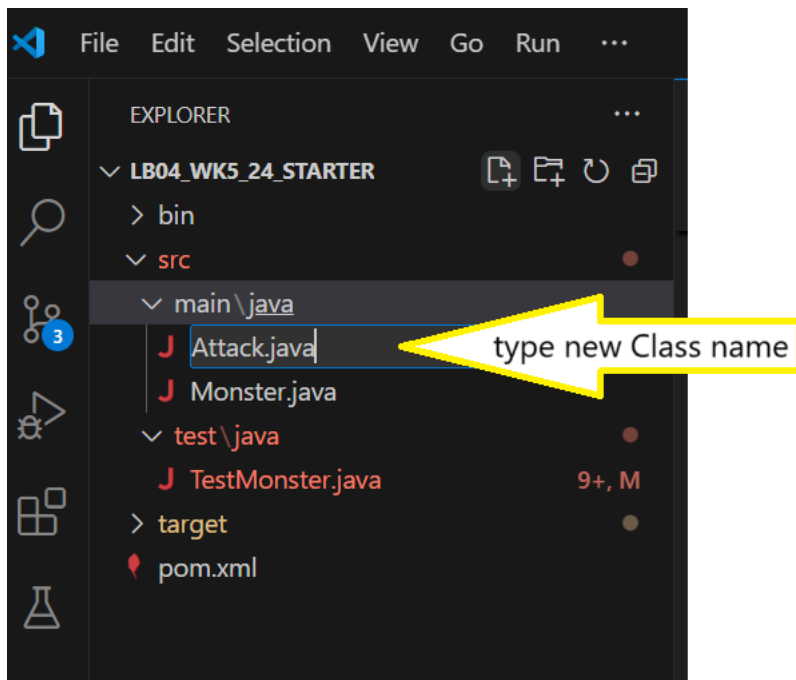 File Edit Selection View Go Run ···
EXPLORER ···
LB04_WK5_24_STARTER
bin
src
main\java
3
J Attack.java
type new Class name
J Monster.java
test\java
J TestMonster.java 9+, M
target
pom.xml